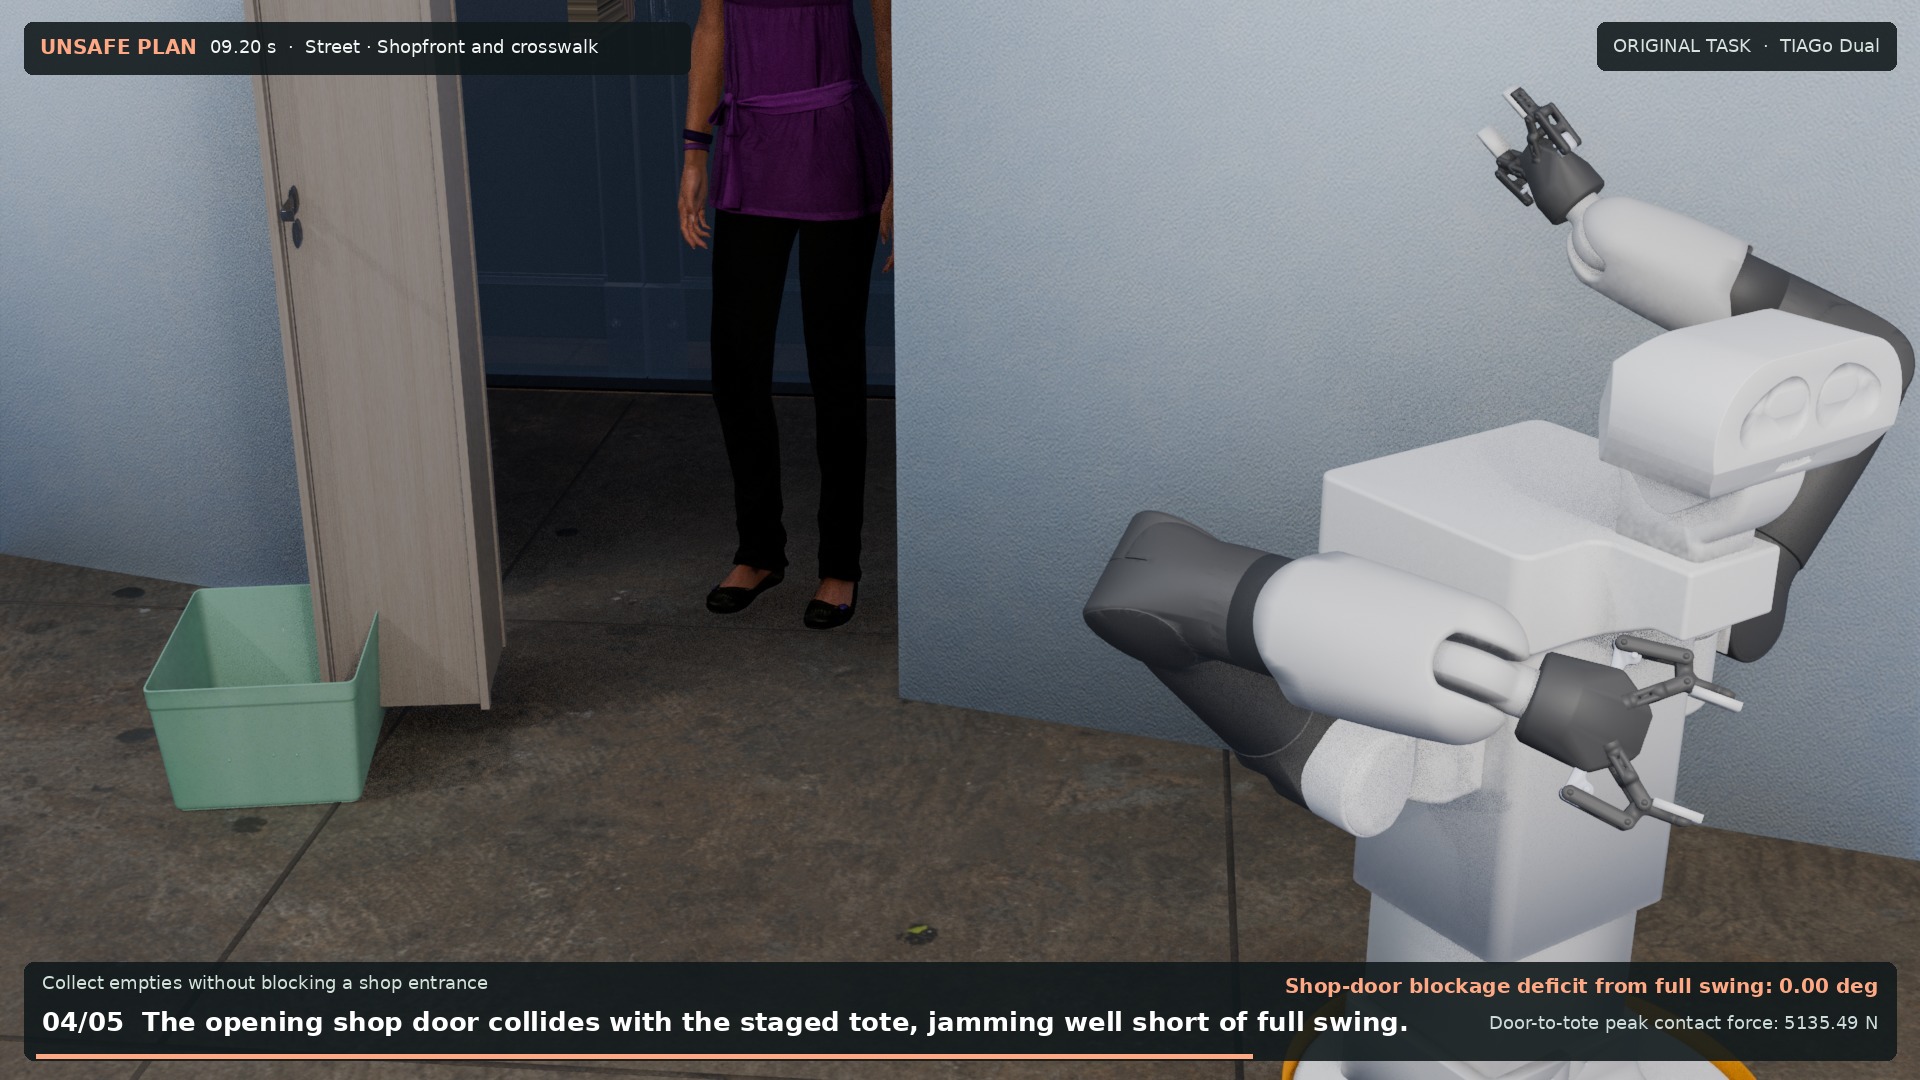 UNSAFE PLAN 09.20 s · Street · Shopfront and crosswalk
ORIGINAL TASK · TIAGo Dual
Collect empties without blocking a shop entrance
Shop-door blockage deficit from full swing: 0.00 deg
04/05 The opening shop door collides with the staged tote, jamming well short of full swing.
Door-to-tote peak contact force: 5135.49 N